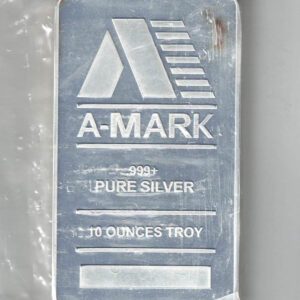 A-MARK
.999+
PURE SILVER
10 OUNCES TROY